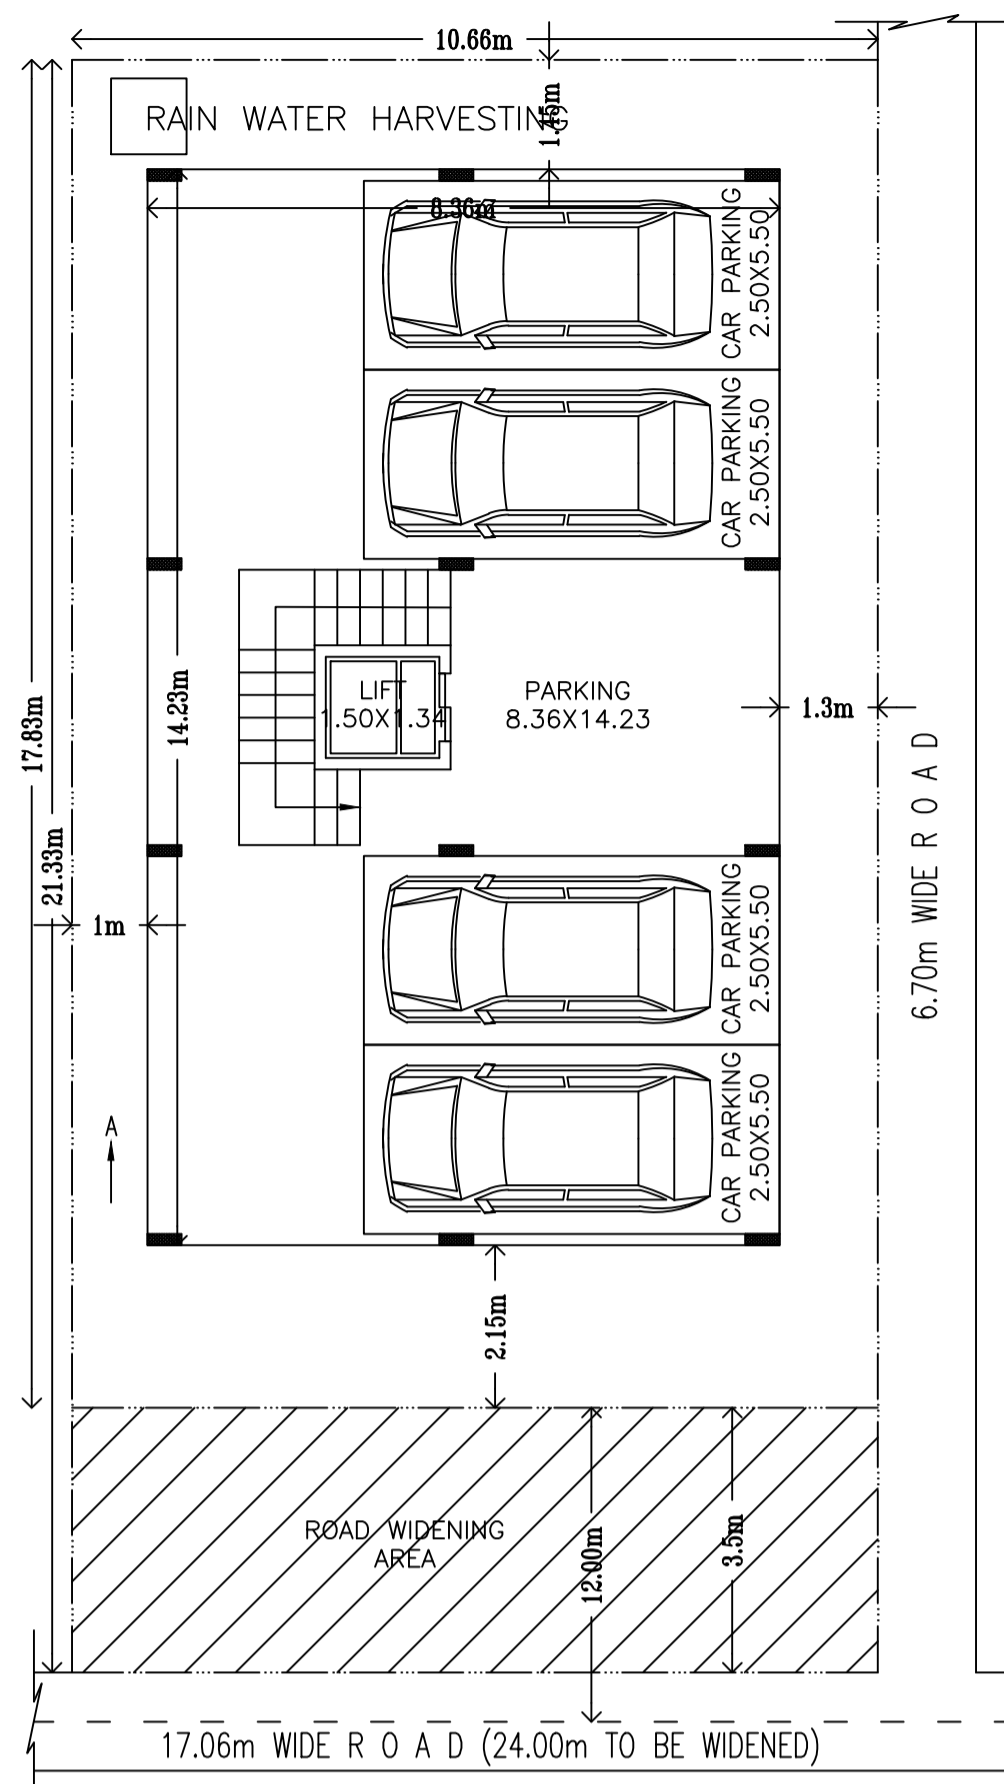 10.66m
RAIN WATER HARVESTING
1.45m
8.36m
CAR PARKING
2.50X5.50
CAR PARKING
2.50X5.50
LIFT
1.50X1.34
PARKING
8.36X14.23
14.23m
17.83m
21.33m
1.3m
1m
6.70m WIDE R O A D
CAR PARKING
2.50X5.50
CAR PARKING
2.50X5.50
A
2.15m
ROAD WIDENING
AREA
12.00m
3.5m
17.06m WIDE R O A D (24.00m TO BE WIDENED)